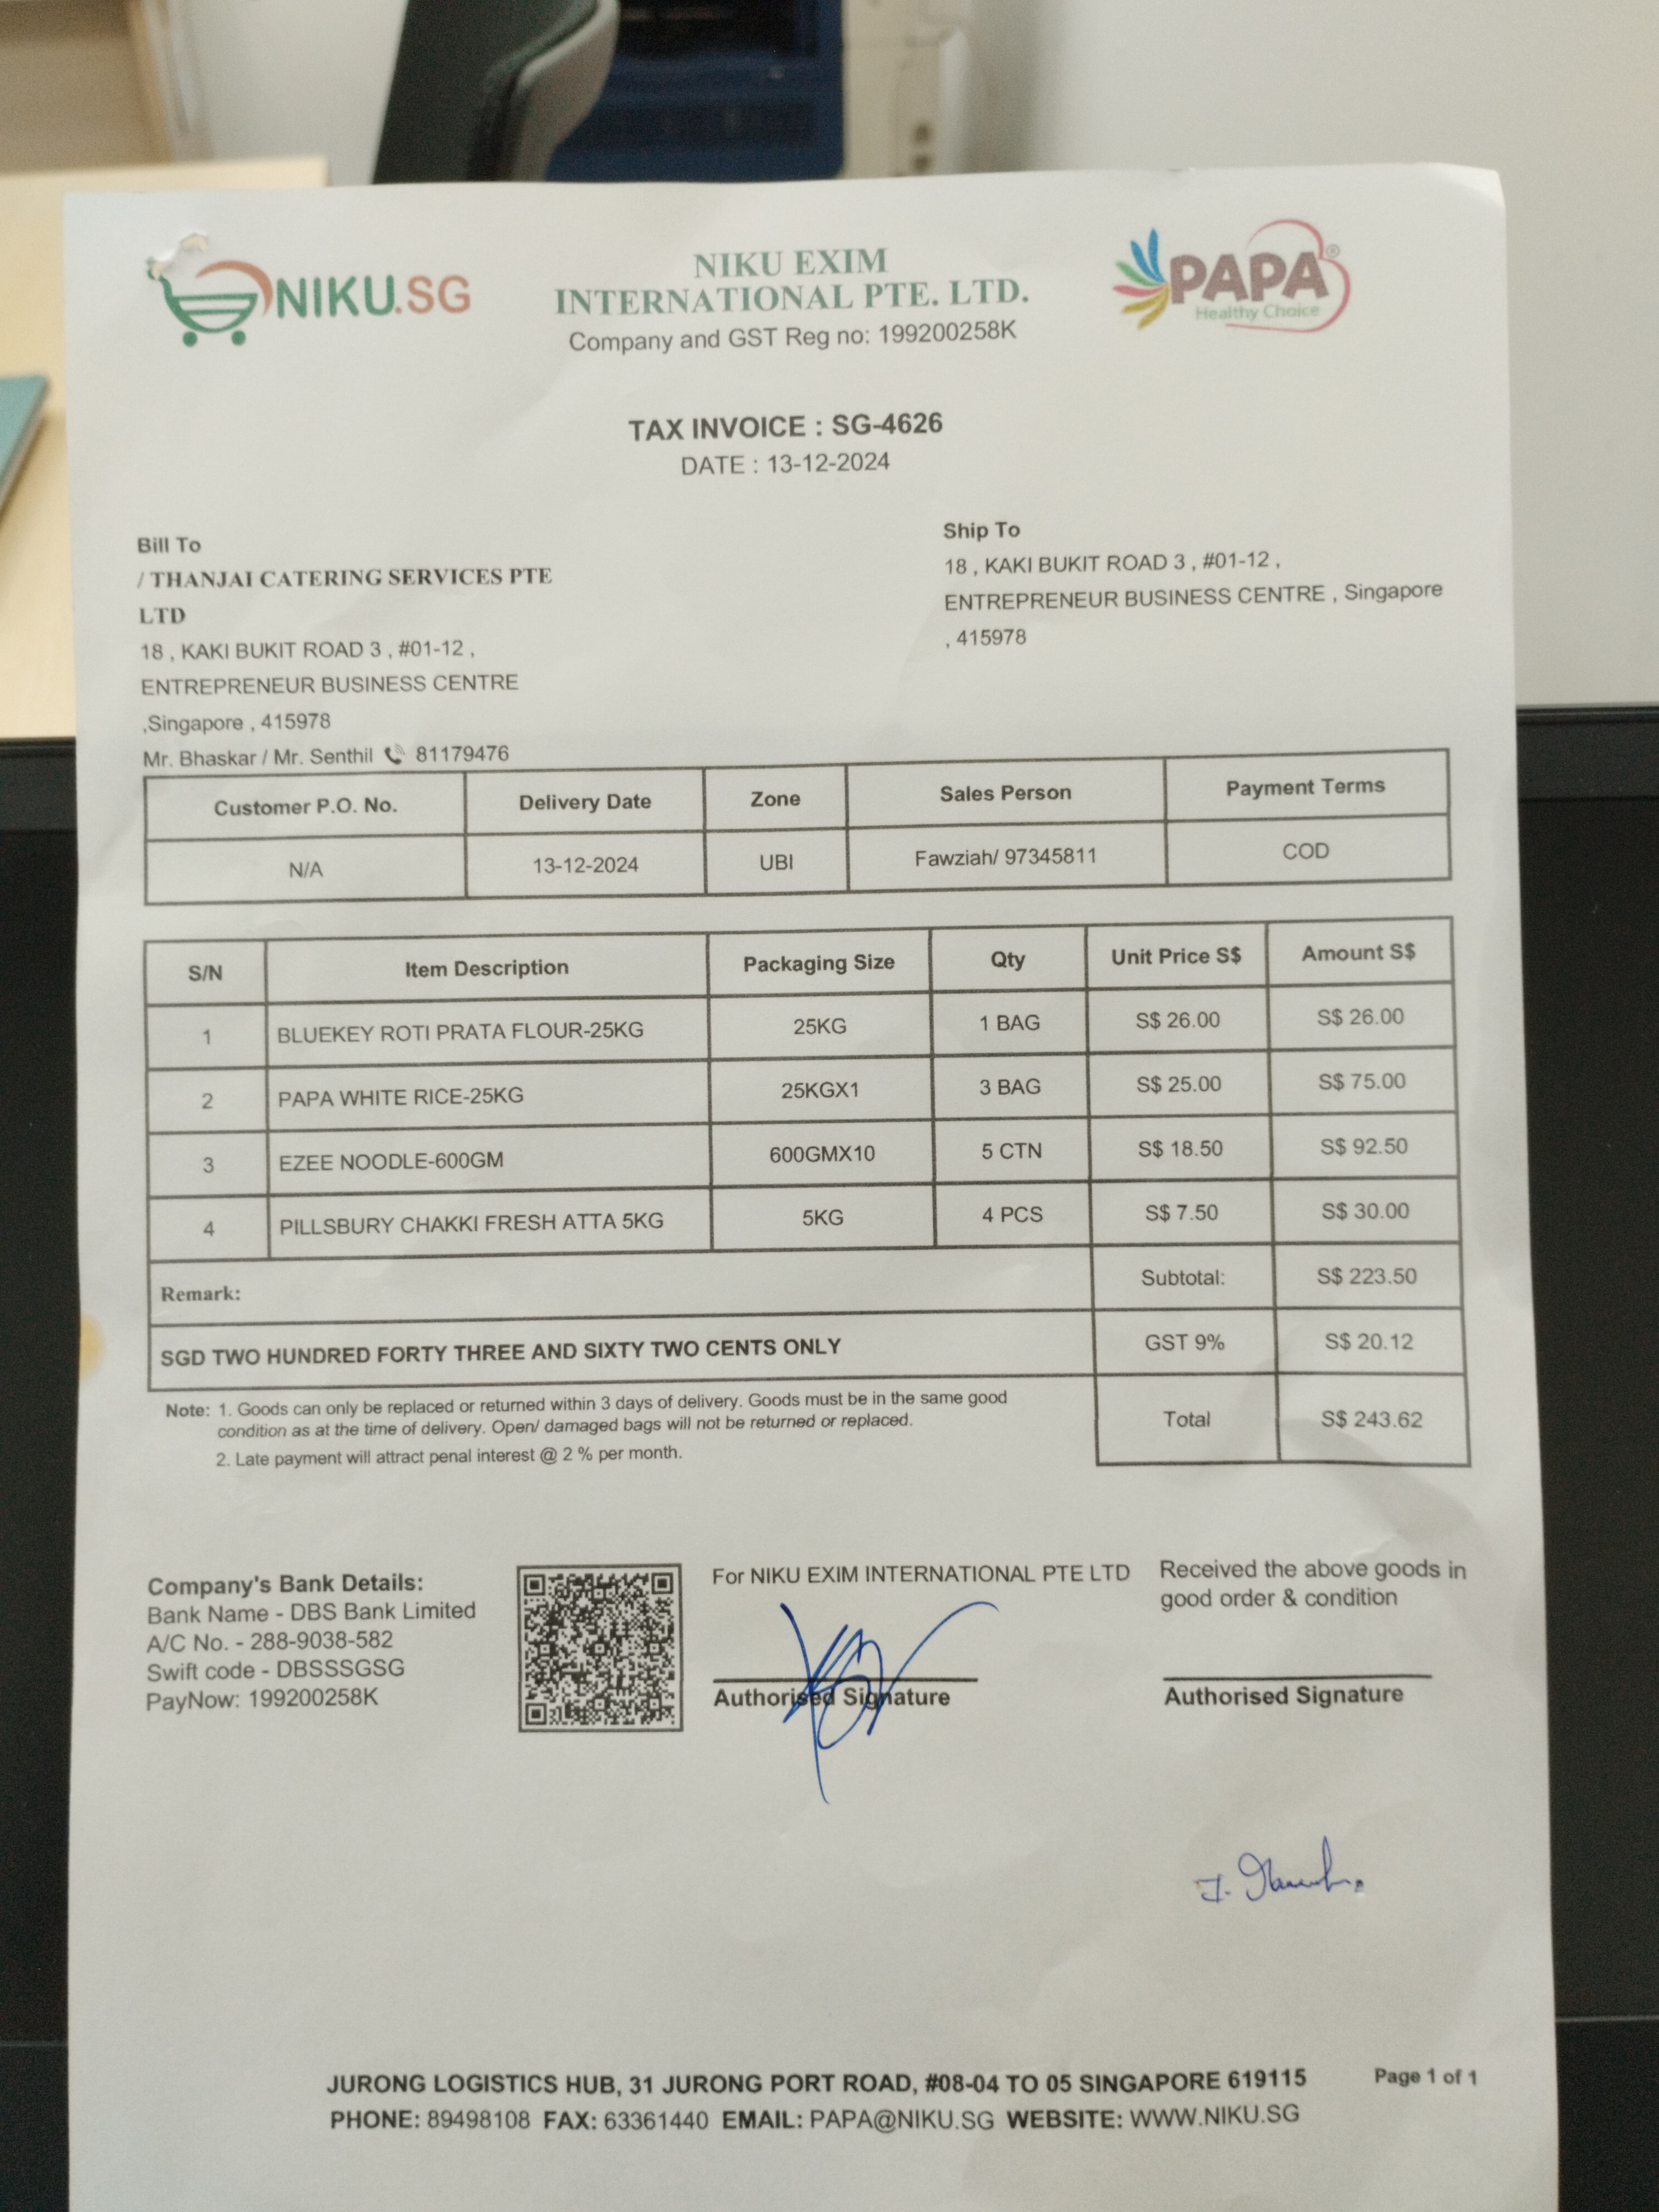 NIKU.SG
NIKU EXIM
INTERNATIONAL PTE. LTD.
Company and GST Reg no: 199200258K
PAPA®
Healthy Choice
TAX INVOICE : SG-4626
DATE : 13-12-2024
Bill To
/ THANJAI CATERING SERVICES PTE
LTD
18 , KAKI BUKIT ROAD 3 , #01-12 ,
ENTREPRENEUR BUSINESS CENTRE
,Singapore , 415978
Mr. Bhaskar / Mr. Senthil 81179476
Ship To
18 , KAKI BUKIT ROAD 3 , #01-12 ,
ENTREPRENEUR BUSINESS CENTRE , Singapore
, 415978
Customer P.O. No. Delivery Date Zone Sales Person Payment Terms
N/A 13-12-2024 UBI Fawziah/ 97345811 COD
S/N Item Description Packaging Size Qty Unit Price S$ Amount S$
1 BLUEKEY ROTI PRATA FLOUR-25KG 25KG 1 BAG S$ 26.00 S$ 26.00
2 PAPA WHITE RICE-25KG 25KGX1 3 BAG S$ 25.00 S$ 75.00
3 EZEE NOODLE-600GM 600GMX10 5 CTN S$ 18.50 S$ 92.50
4 PILLSBURY CHAKKI FRESH ATTA 5KG 5KG 4 PCS S$ 7.50 S$ 30.00
Remark: Subtotal: S$ 223.50
SGD TWO HUNDRED FORTY THREE AND SIXTY TWO CENTS ONLY GST 9% S$ 20.12
Total S$ 243.62
Note: 1. Goods can only be replaced or returned within 3 days of delivery. Goods must be in the same good
condition as at the time of delivery. Open/ damaged bags will not be returned or replaced.
2. Late payment will attract penal interest @ 2 % per month.
Company's Bank Details:
Bank Name - DBS Bank Limited
A/C No. - 288-9038-582
Swift code - DBSSSGSG
PayNow: 199200258K
For NIKU EXIM INTERNATIONAL PTE LTD
Authorised Signature
Received the above goods in
good order & condition
Authorised Signature
JURONG LOGISTICS HUB, 31 JURONG PORT ROAD, #08-04 TO 05 SINGAPORE 619115
Page 1 of 1
PHONE: 89498108 FAX: 63361440 EMAIL: PAPA@NIKU.SG WEBSITE: WWW.NIKU.SG